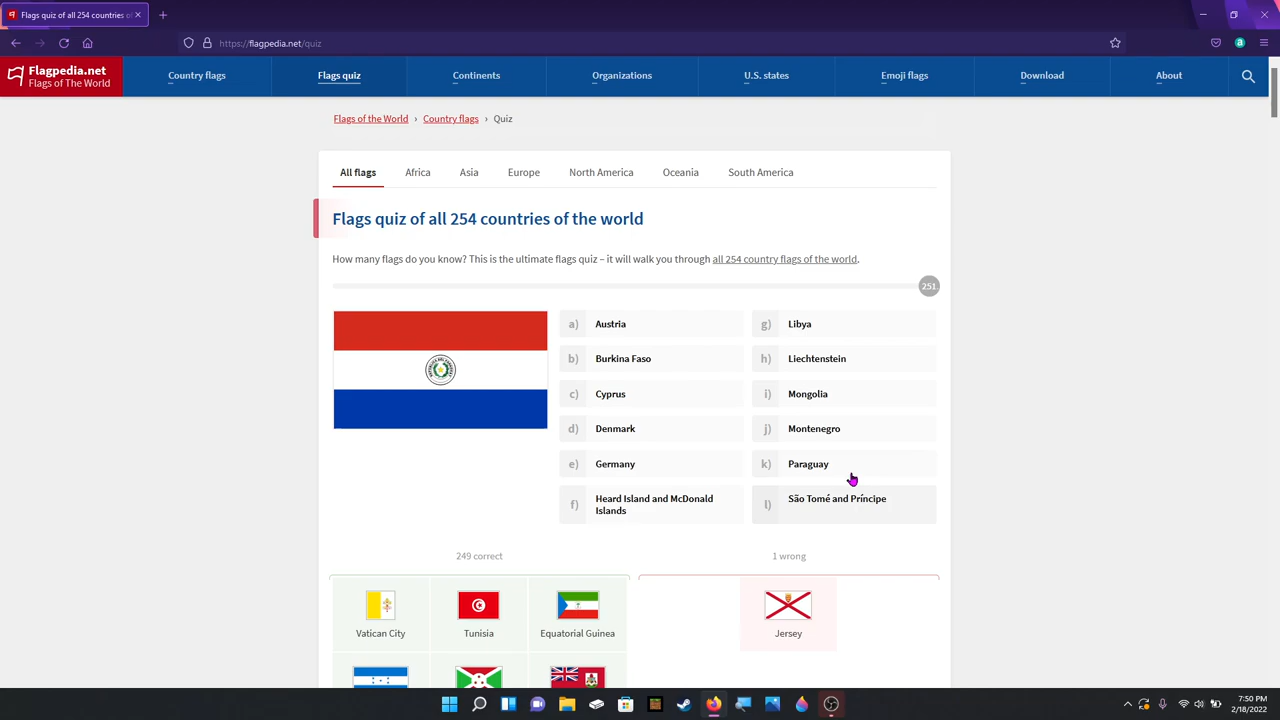 Flags quiz of all 254 countries of
https://flagpedia.net/quiz
Flagpedia.net
Flags of The World
Country flags
Flags quiz
Continents
Organizations
U.S. states
Emoji flags
Download
About
Flags of the World › Country flags › Quiz
All flags Africa Asia Europe North America Oceania South America
Flags quiz of all 254 countries of the world
How many flags do you know? This is the ultimate flags quiz – it will walk you through all 254 country flags of the world.
251
a) Austria
b) Burkina Faso
c) Cyprus
d) Denmark
e) Germany
f) Heard Island and McDonald
Islands
g) Libya
h) Liechtenstein
i) Mongolia
j) Montenegro
k) Paraguay
l) São Tomé and Príncipe
249 correct
1 wrong
Vatican City
Tunisia
Equatorial Guinea
Jersey
7:50 PM
2/18/2022